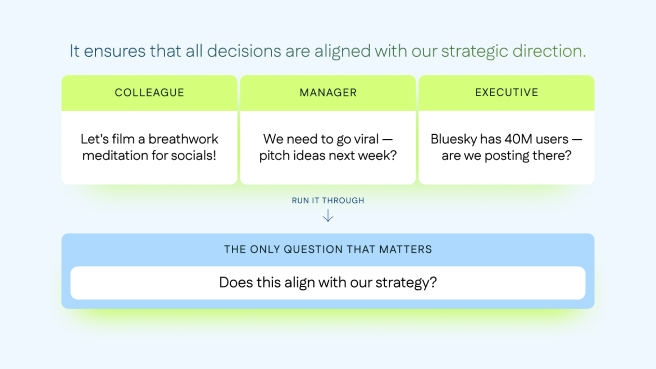 It ensures that all decisions are aligned with our strategic direction.
COLLEAGUE
Let's film a breathwork
meditation for socials!
MANAGER
We need to go viral —
pitch ideas next week?
EXECUTIVE
Bluesky has 40M users —
are we posting there?
RUN IT THROUGH
THE ONLY QUESTION THAT MATTERS
Does this align with our strategy?